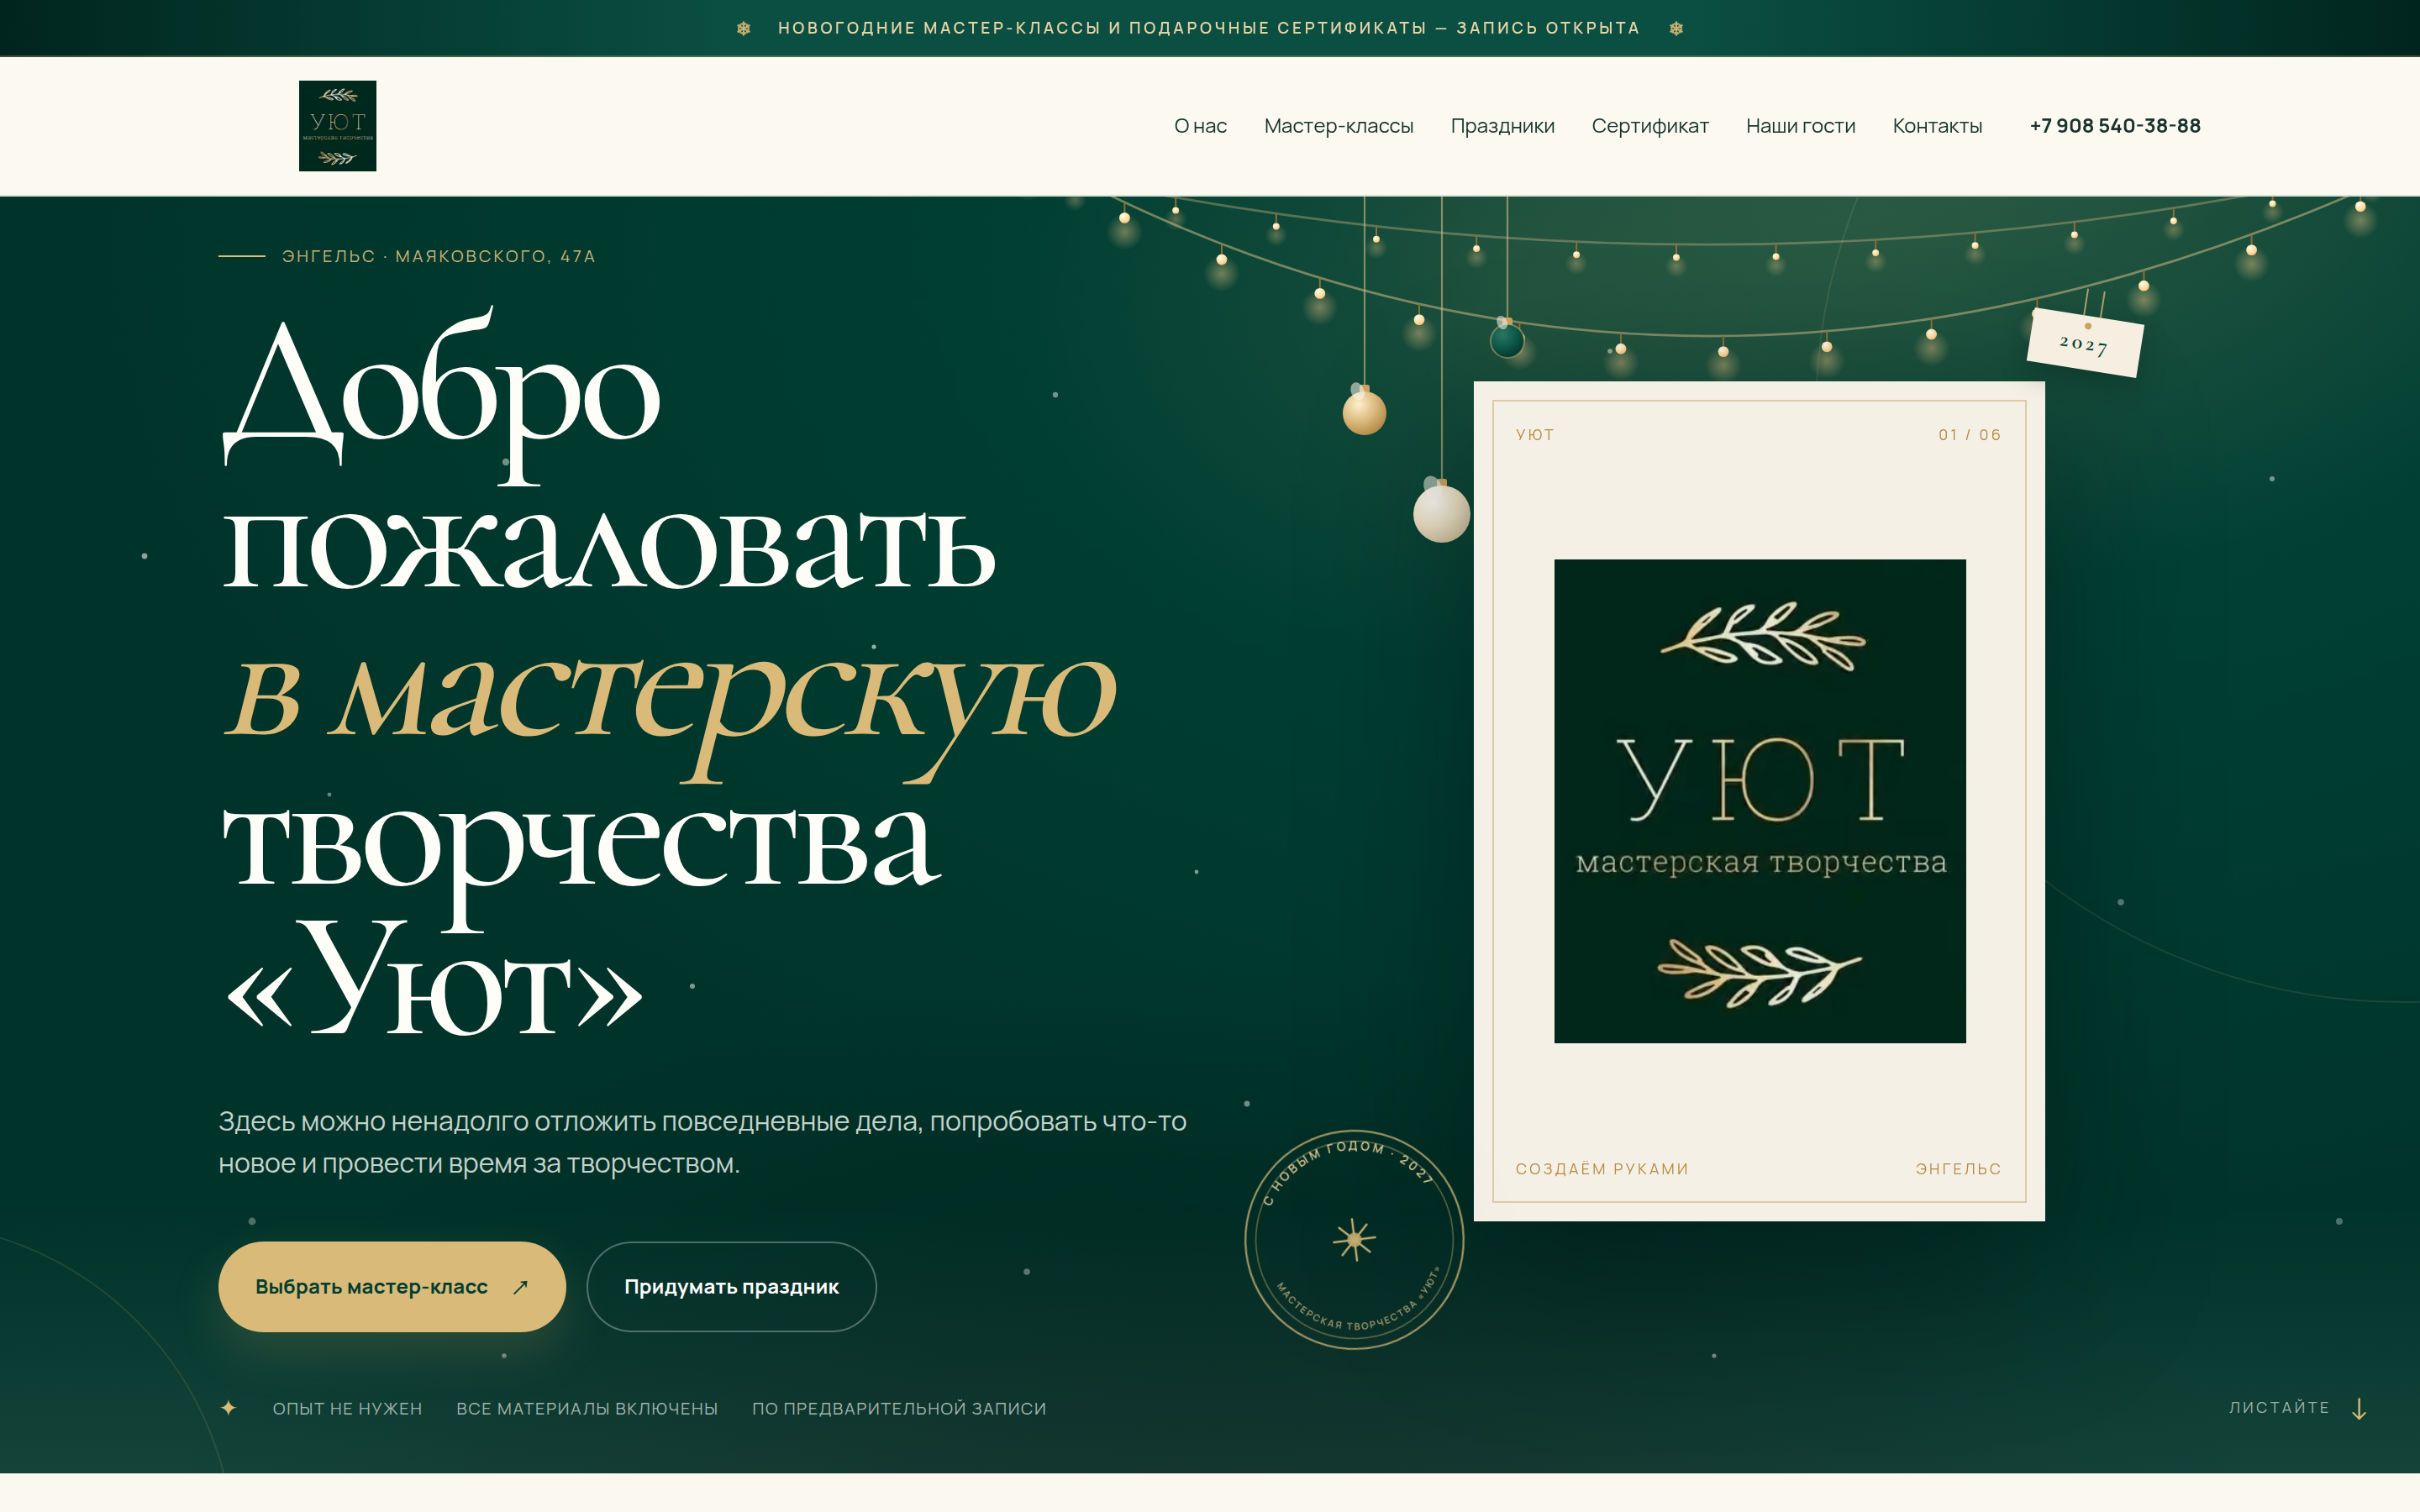 ❄ НОВОГОДНИЕ МАСТЕР-КЛАССЫ И ПОДАРОЧНЫЕ СЕРТИФИКАТЫ — ЗАПИСЬ ОТКРЫТА ❄
УЮТ
мастерская творчества
О нас Мастер-классы Праздники Сертификат Наши гости Контакты +7 908 540-38-88
ЭНГЕЛЬС · МАЯКОВСКОГО, 47А
Добро
пожаловать
в мастерскую
творчества
«Уют»
Здесь можно ненадолго отложить повседневные дела, попробовать что-то
новое и провести время за творчеством.
Выбрать мастер-класс ↗
Придумать праздник
✦ ОПЫТ НЕ НУЖЕН ВСЕ МАТЕРИАЛЫ ВКЛЮЧЕНЫ ПО ПРЕДВАРИТЕЛЬНОЙ ЗАПИСИ
2027
УЮТ 01 / 06
УЮТ
мастерская творчества
СОЗДАЁМ РУКАМИ ЭНГЕЛЬС
С НОВЫМ ГОДОМ · 2027
МАСТЕРСКАЯ ТВОРЧЕСТВА «УЮТ»
ЛИСТАЙТЕ ↓